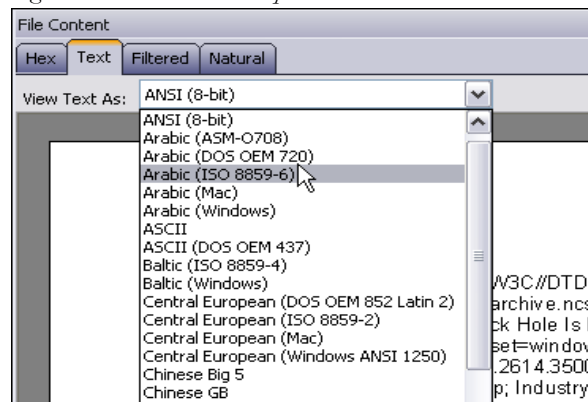 File Content
Hex Text Filtered Natural
View Text As: ANSI (8-bit)
ANSI (8-bit)
Arabic (ASM-O708)
Arabic (DOS OEM 720)
Arabic (ISO 8859-6)
Arabic (Mac)
Arabic (Windows)
ASCII
ASCII (DOS OEM 437)
Baltic (ISO 8859-4)
Baltic (Windows)
Central European (DOS OEM 852 Latin 2)
Central European (ISO 8859-2)
Central European (Mac)
Central European (Windows ANSI 1250)
Chinese Big 5
Chinese GB
W3C//DTD
archive.ncs
ck Hole Is
set=window
.2614.3500
p; Industry